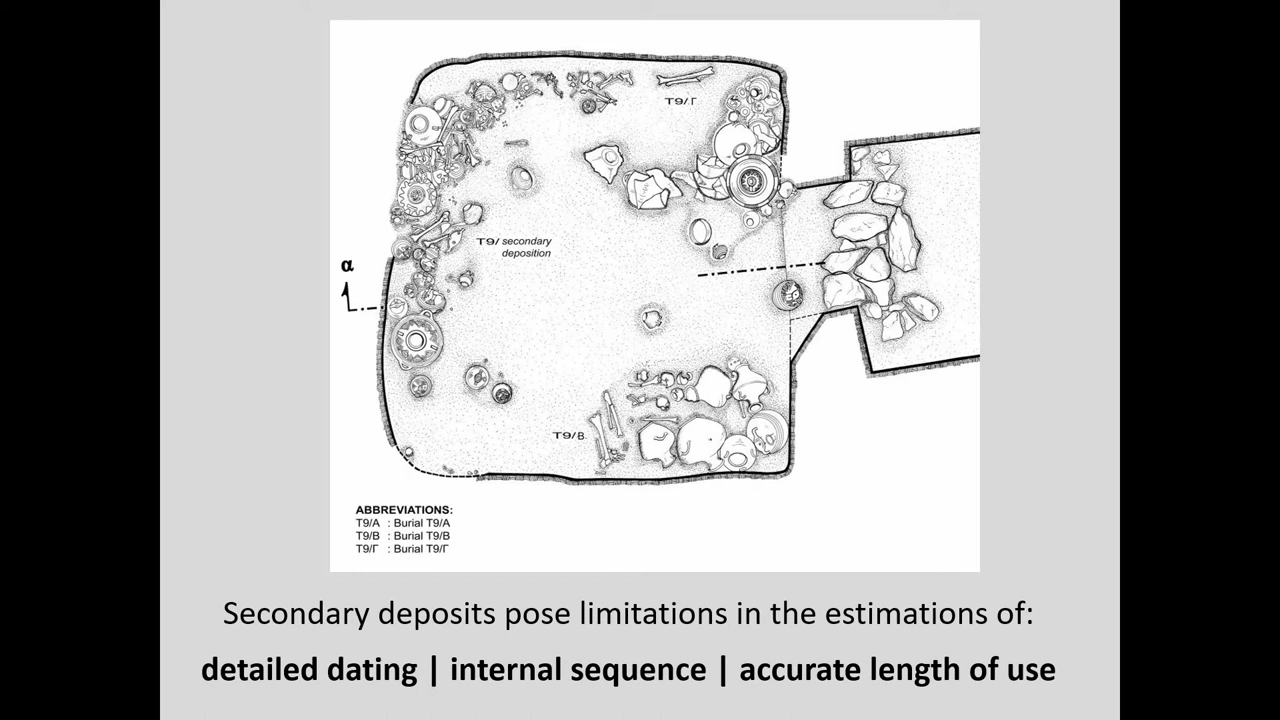 T9/Γ
T9/ secondary
deposition
α
T9/B
ABBREVIATIONS:
T9/A : Burial T9/A
T9/B : Burial T9/B
T9/Γ : Burial T9/Γ
Secondary deposits pose limitations in the estimations of:
detailed dating | internal sequence | accurate length of use